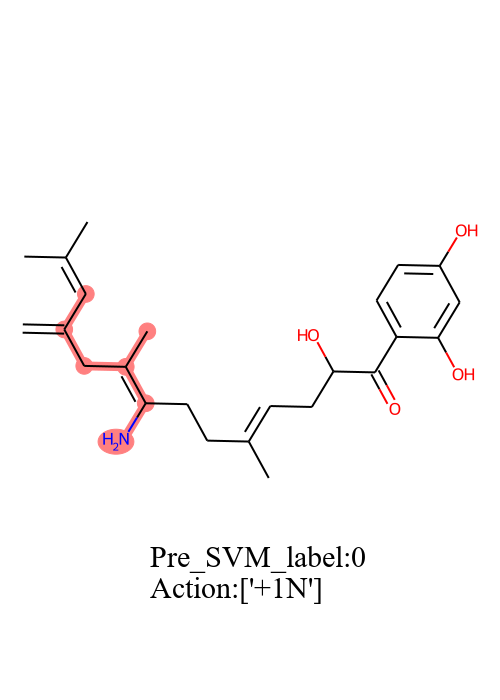 OH
HO
OH
O
H2N
Pre_SVM_label:0
Action:['+1N']